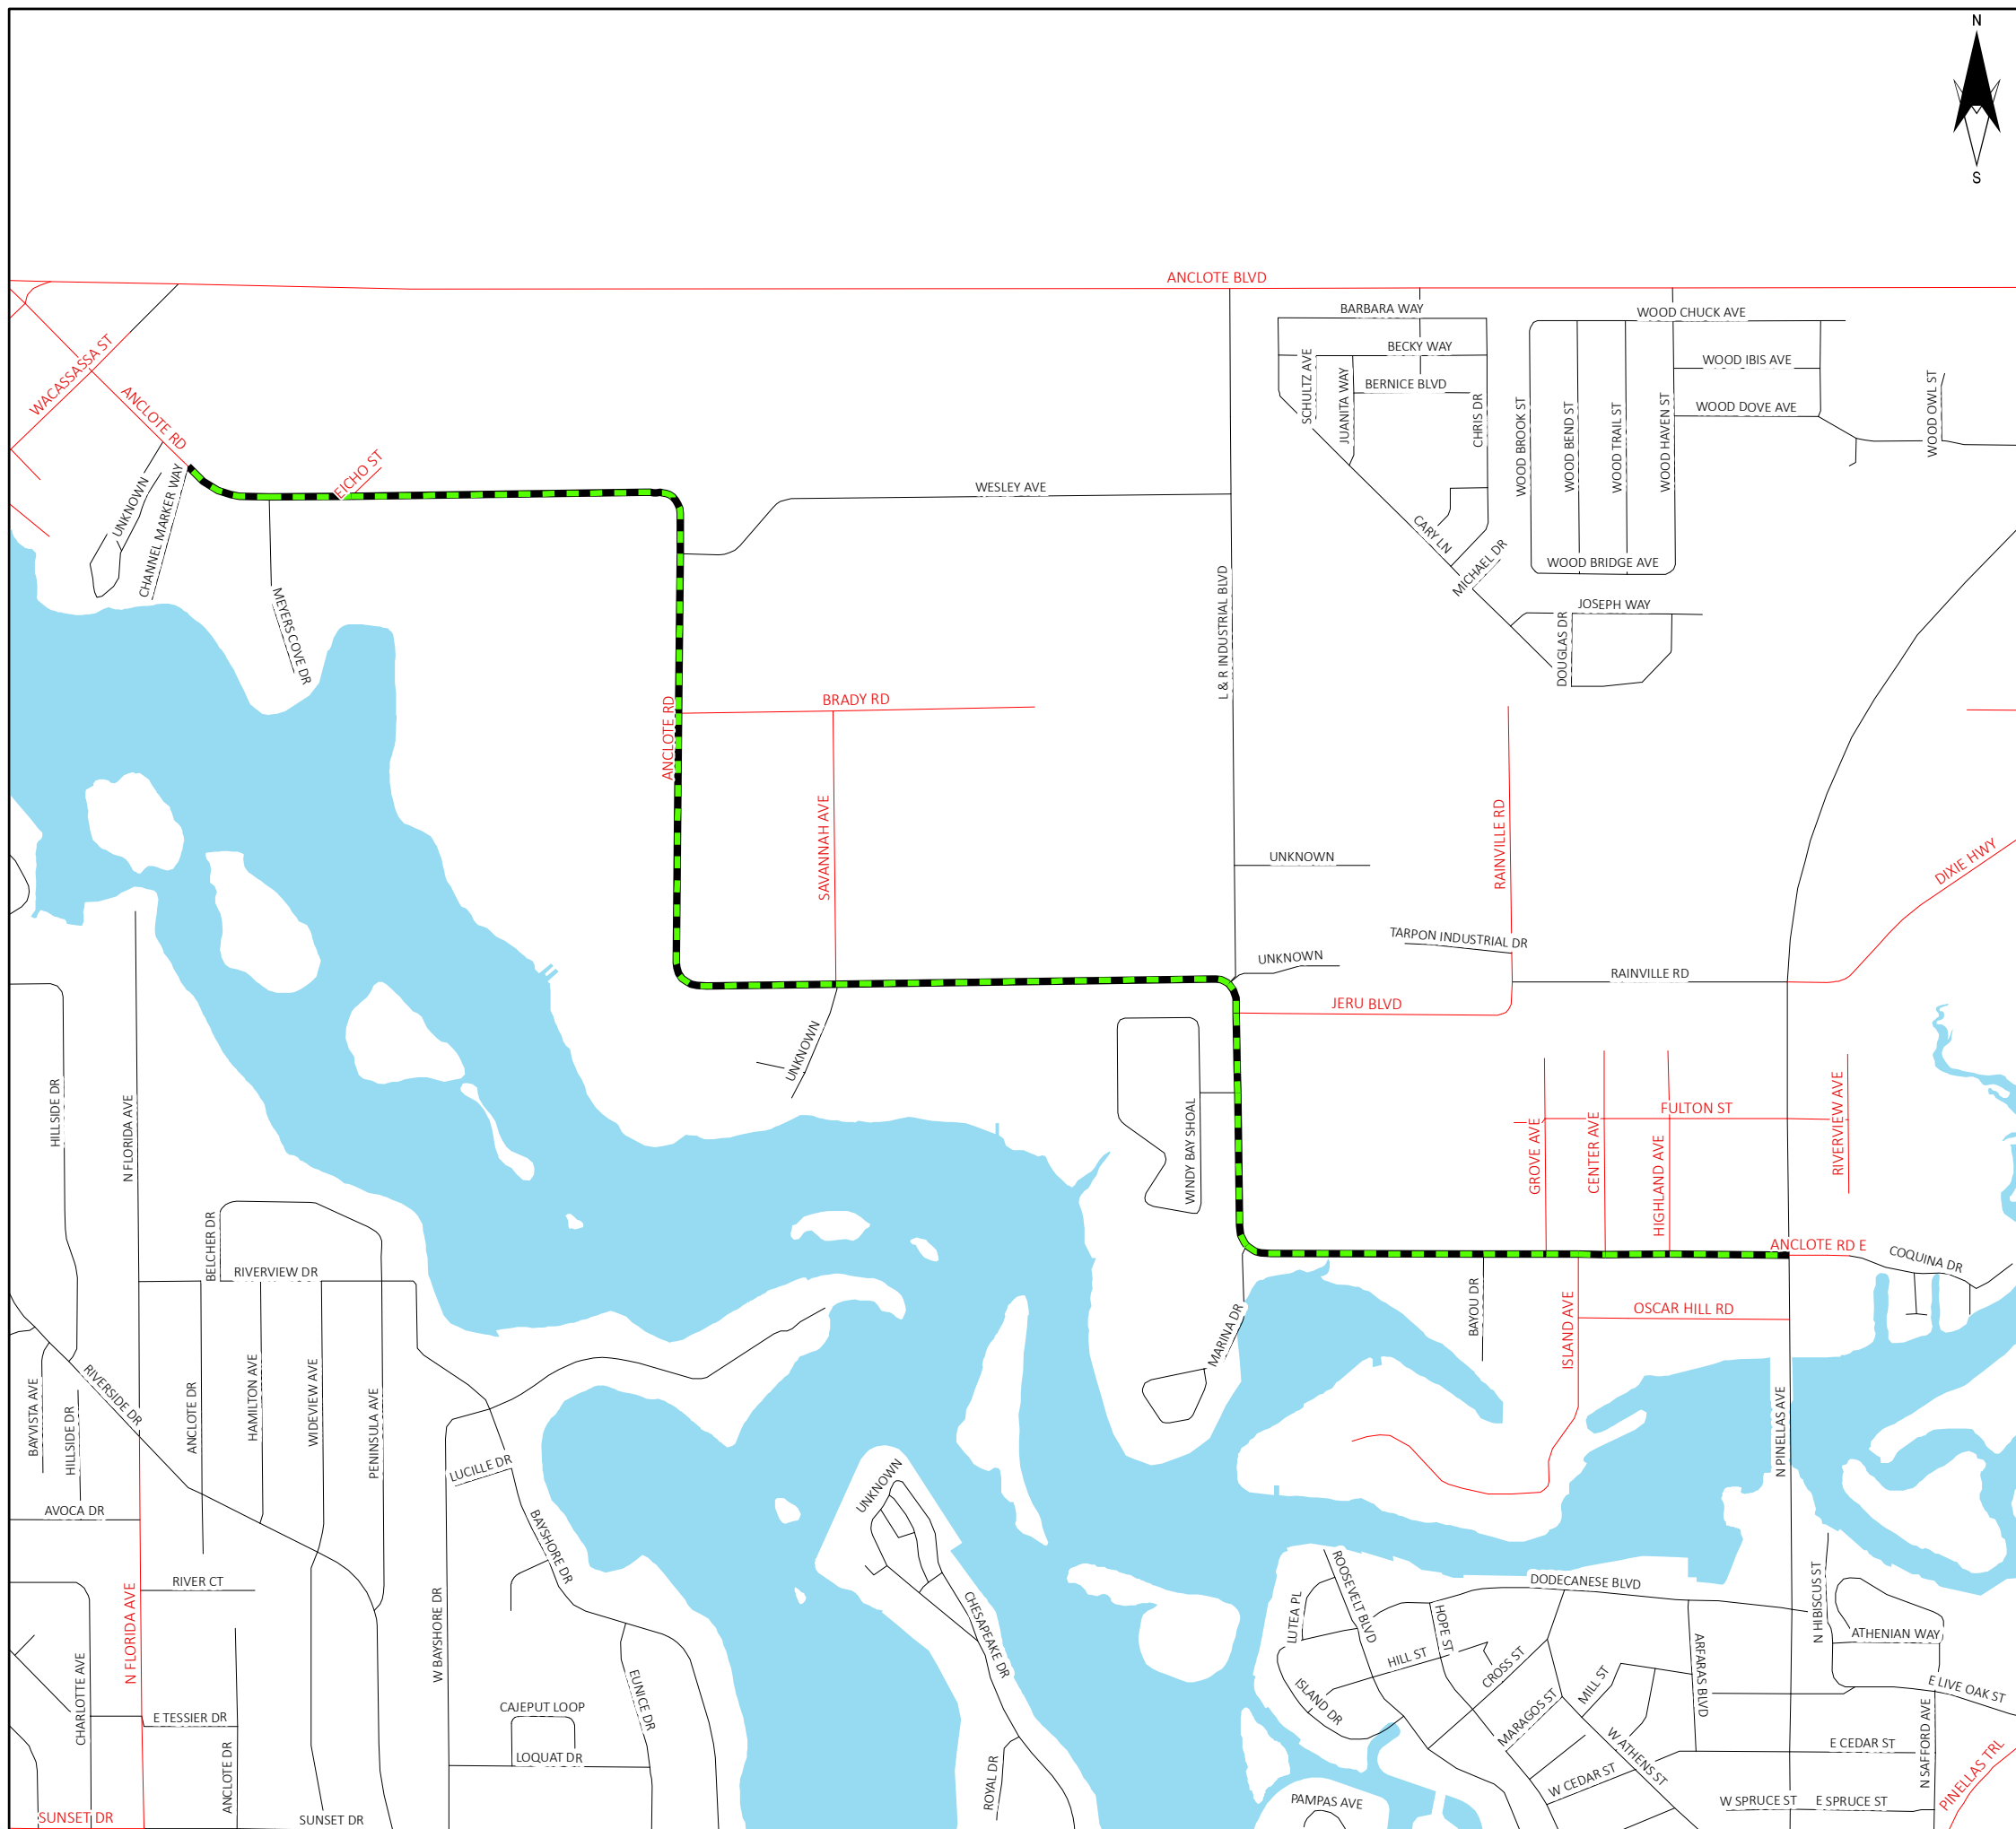 N
S
ANCLOTE BLVD
BARBARA WAY
WOOD CHUCK AVE
BECKY WAY
WOOD IBIS AVE
BERNICE BLVD
WOOD DOVE AVE
SCHULTZ AVE
JUANITA WAY
CHRIS DR
WOOD BROOK ST
WOOD BEND ST
WOOD TRAIL ST
WOOD HAVEN ST
WOOD OWL ST
WACASSASSA ST
ANCLOTE RD
EICHO ST
UNKNOWN
CHANNEL MARKER WAY
WESLEY AVE
CARY LN
MICHAEL DR
WOOD BRIDGE AVE
JOSEPH WAY
DOUGLAS DR
MEYERS COVE DR
L & R INDUSTRIAL BLVD
ANCLOTE RD
BRADY RD
SAVANNAH AVE
RAINVILLE RD
UNKNOWN
DIXIE HWY
TARPON INDUSTRIAL DR
UNKNOWN
RAINVILLE RD
JERU BLVD
UNKNOWN
HILLSIDE DR
N FLORIDA AVE
WINDY BAY SHOAL
GROVE AVE
CENTER AVE
HIGHLAND AVE
FULTON ST
RIVERVIEW AVE
BELCHER DR
RIVERVIEW DR
ANCLOTE RD E
COQUINA DR
BAYOU DR
ISLAND AVE
OSCAR HILL RD
MARINA DR
RIVERSIDE DR
BAYVISTA AVE
HILLSIDE DR
ANCLOTE DR
HAMILTON AVE
WIDEVIEW AVE
PENINSULA AVE
N PINELLAS AVE
LUCILLE DR
UNKNOWN
AVOCA DR
BAYSHORE DR
RIVER CT
N FLORIDA AVE
W BAYSHORE DR
CHESAPEAKE DR
ROOSEVELT BLVD
LUTEA PL
DODECANESE BLVD
N HIBISCUS ST
HOPE ST
HILL ST
CROSS ST
ATHENIAN WAY
ARFARAS BLVD
MILL ST
E LIVE OAK ST
ISLAND DR
MARAGOS ST
CHARLOTTE AVE
E TESSIER DR
EUNICE DR
CAJEPUT LOOP
LOQUAT DR
ANCLOTE DR
ROYAL DR
W ATHENS ST
W CEDAR ST
E CEDAR ST
N SAFFORD AVE
PINELLAS TRL
PAMPAS AVE
W SPRUCE ST
E SPRUCE ST
SUNSET DR
SUNSET DR